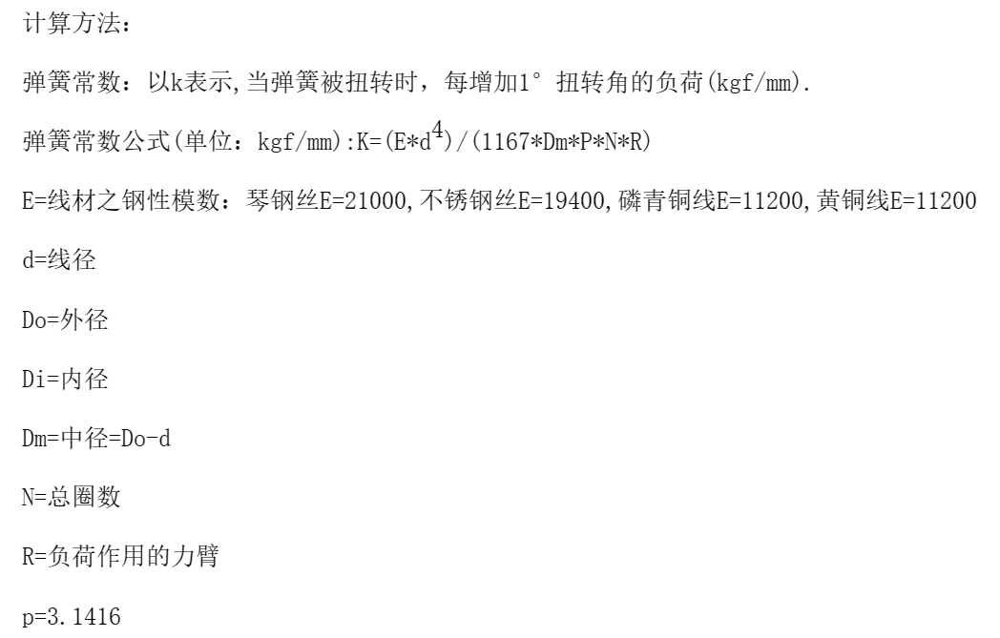 计算方法：
弹簧常数：以k表示,当弹簧被扭转时，每增加1°扭转角的负荷(kgf/mm).
弹簧常数公式(单位：kgf/mm):K=(E*d⁴)/(1167*Dm*P*N*R)
E=线材之钢性模数：琴钢丝E=21000,不锈钢丝E=19400,磷青铜线E=11200,黄铜线E=11200
d=线径
Do=外径
Di=内径
Dm=中径=Do-d
N=总圈数
R=负荷作用的力臂
p=3.1416